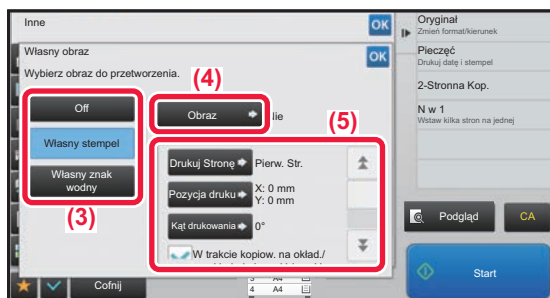 Inne
OK
Własny obraz
OK
Wybierz obraz do przetworzenia.
(4)
Off
Własny stempel
Własny znak
wodny
(3)
Obraz
lie
(5)
Drukuj Stronę
Pierw. Str.
Pozycja druku
X: 0 mm
Y: 0 mm
Kąt drukowania
0°
W trakcie kopiow. na okład./
Cofnij
3 A4
4 A4
Oryginał
Zmień format/kierunek
Pieczęć
Drukuj datę i stempel
2-Stronna Kop.
N w 1
Wstaw kilka stron na jednej
Podgląd
CA
Start